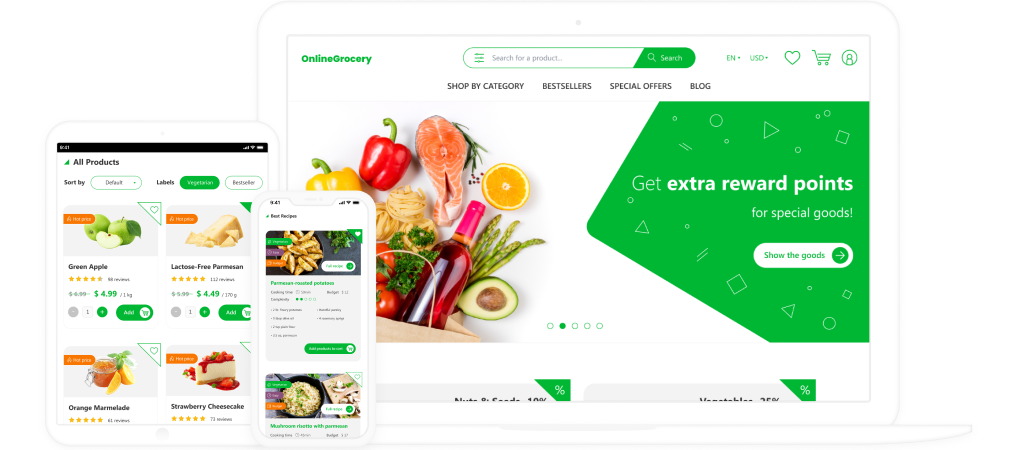 OnlineGrocery
Search for a product...
Search
EN
USD
SHOP BY CATEGORY
BESTSELLERS
SPECIAL OFFERS
BLOG
Get extra reward points
for special goods!
Show the goods
%
%
Nuts & Seeds -10%
Vegetables -25%
9:41
All Products
Sort by
Default
Labels
Vegetarian
Bestseller
Hot price
Green Apple
98 reviews
$ 6.99 $ 4.99 / 1 kg
- 1 +
Add
Hot price
Lactose-Free Parmesan
112 reviews
$ 5.99 $ 4.49 / 170 g
1
Add
Hot price
Orange Marmelade
61 reviews
Hot price
Strawberry Cheesecake
73 reviews
9:41
Best Recipes
Vegetarian
Full recipe
Parmesan-roasted potatoes
Cooking time
Budget
Complexity
Add products to cart
Vegetarian
Full recipe
Mushroom risotto with parmesan
Cooking time
Budget